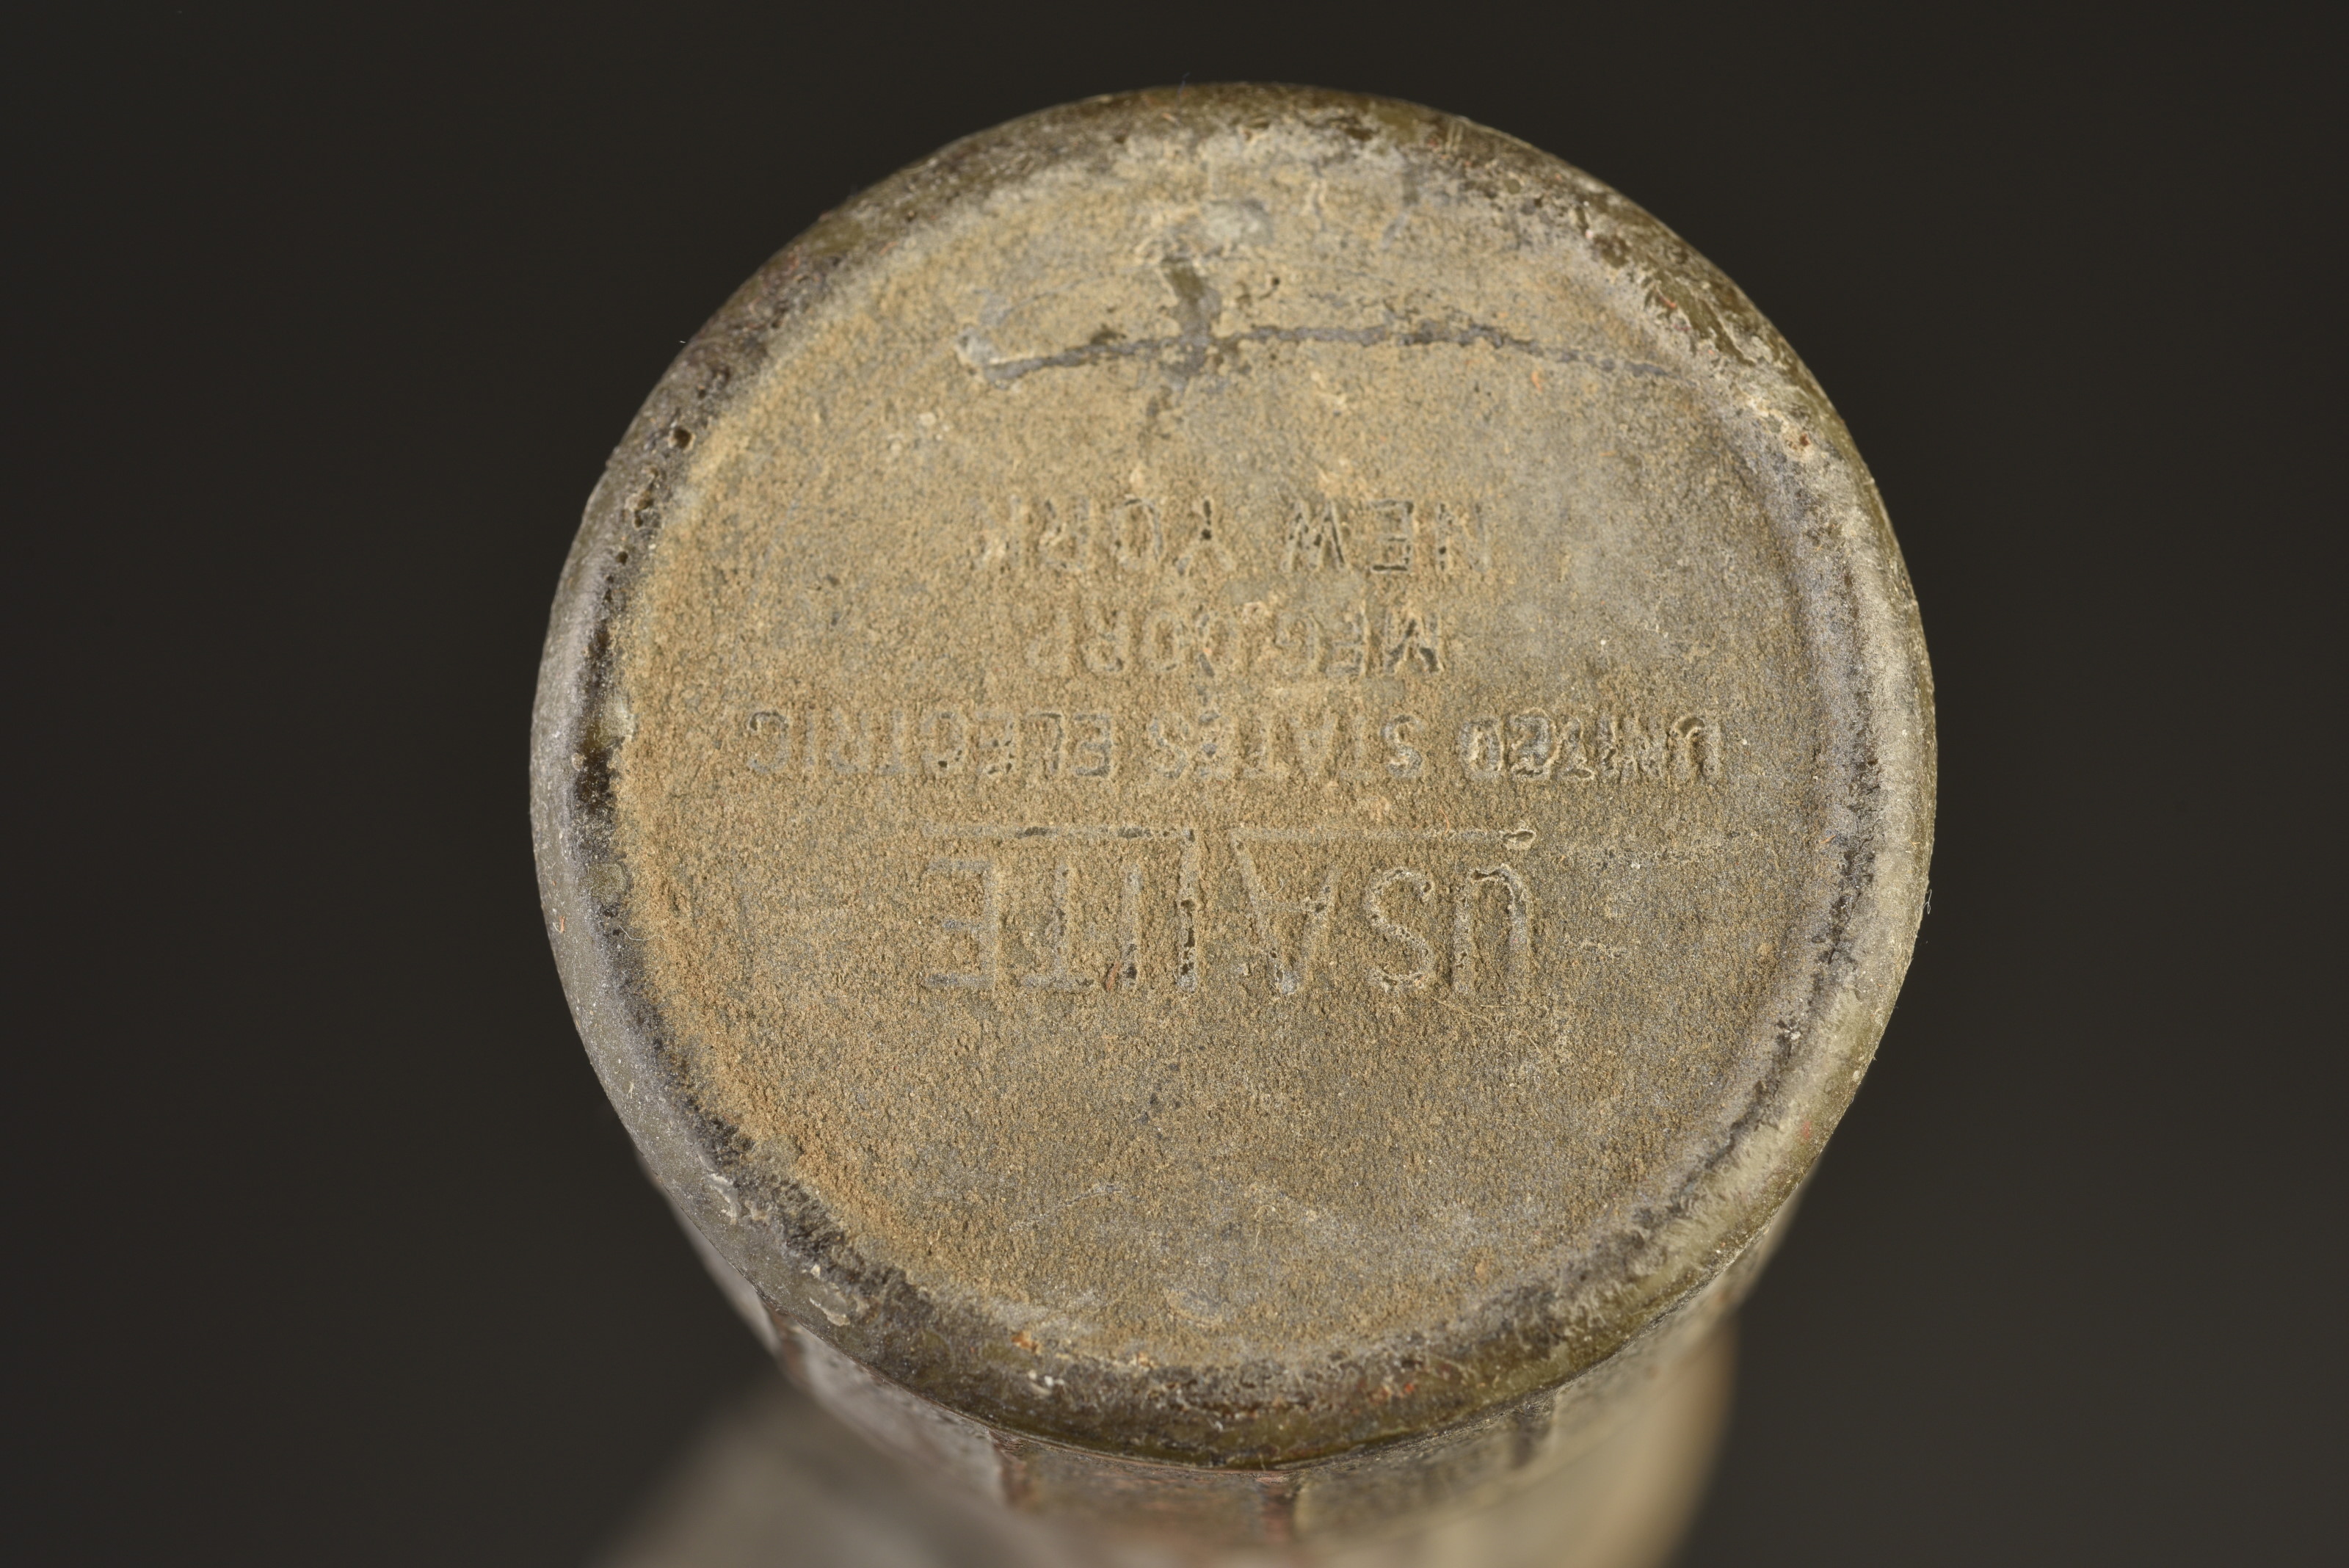 USALITE
UNITED STATES ELECTRIC
MFG. CORP.
NEW YORK